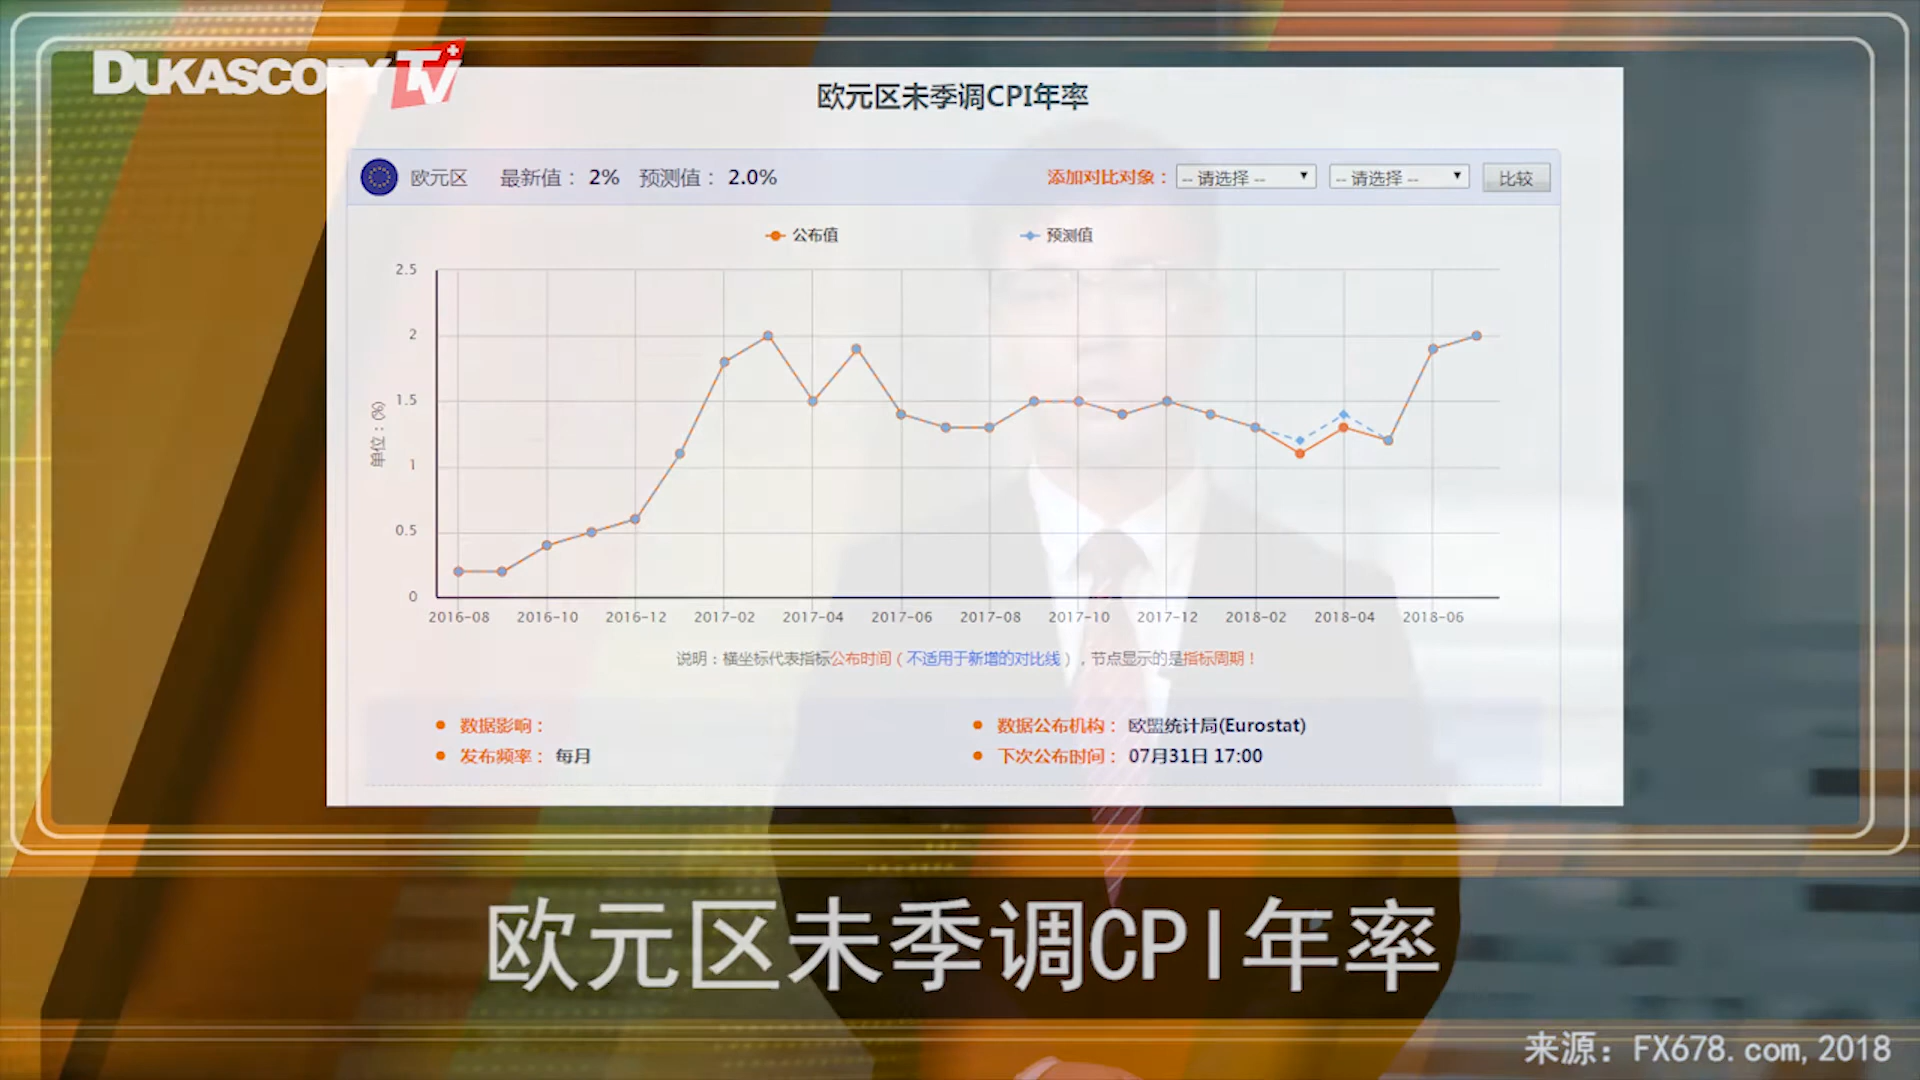 DUKASCOPY TV
欧元区未季调CPI年率
欧元区 最新值： 2% 预测值： 2.0% 添加对比对象： -- 请选择 -- -- 请选择 -- 比较
公布值 预测值
2.5
2
1.5
1
0.5
0
单位：(%)
2016-08 2016-10 2016-12 2017-02 2017-04 2017-06 2017-08 2017-10 2017-12 2018-02 2018-04 2018-06
说明：横坐标代表指标公布时间（不适用于新增的对比线），节点显示的是指标周期！
数据影响： 数据公布机构： 欧盟统计局(Eurostat)
发布频率： 每月 下次公布时间： 07月31日 17:00
欧元区未季调CPI年率
来源：FX678.com,2018